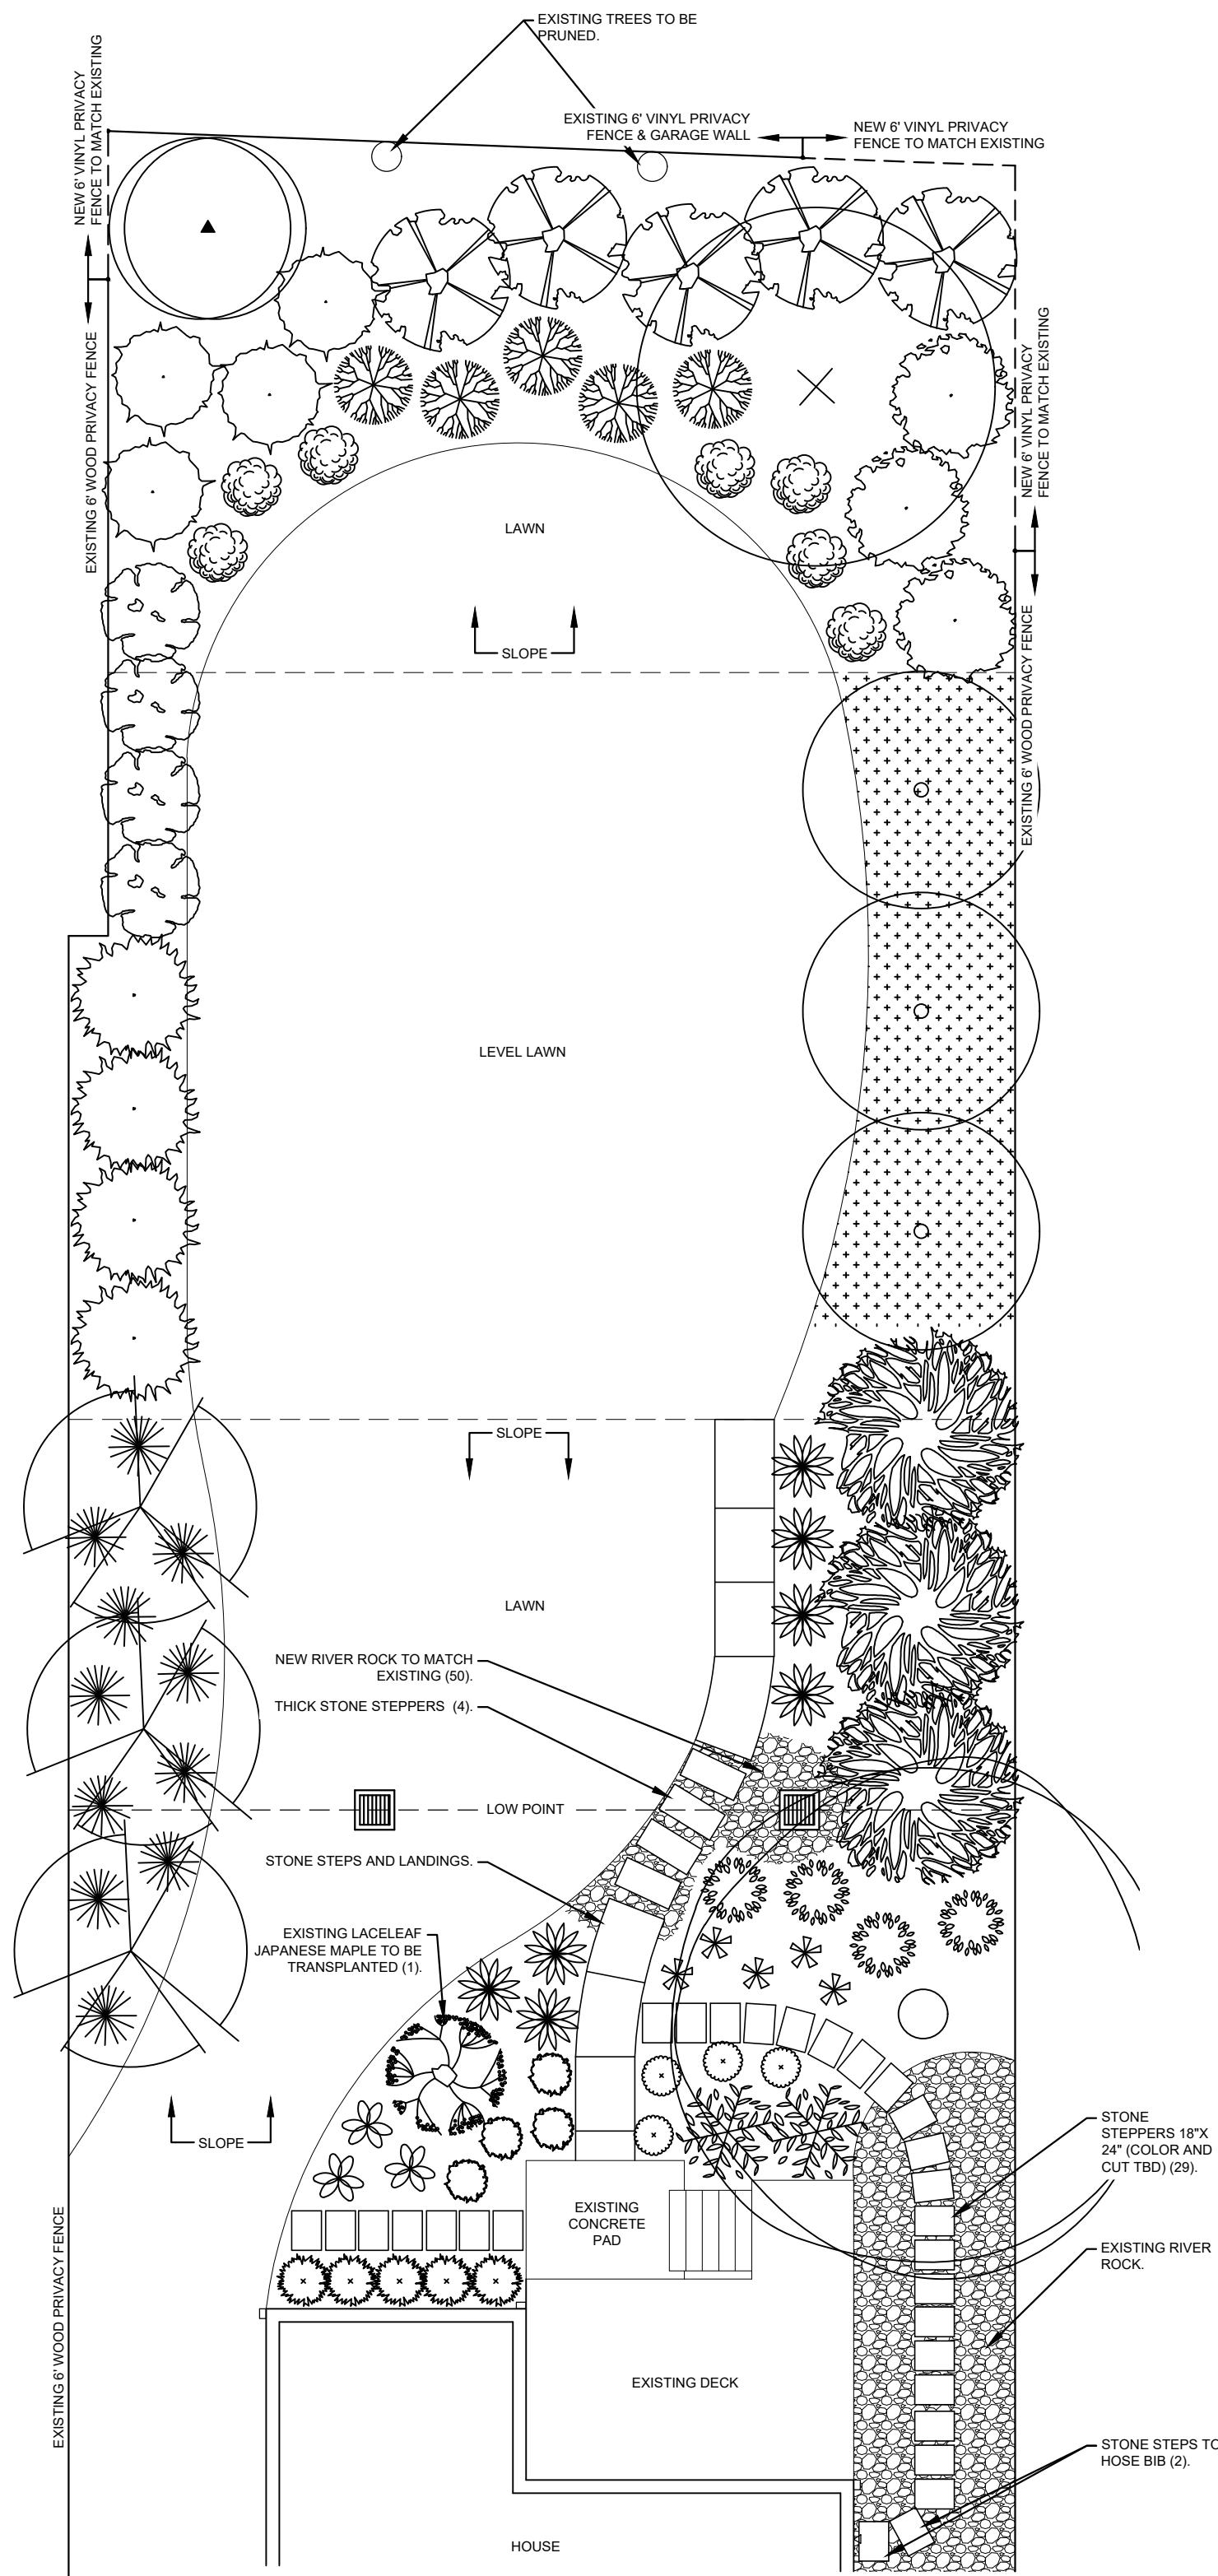 EXISTING TREES TO BE
PRUNED.
NEW 6' VINYL PRIVACY
FENCE TO MATCH EXISTING
EXISTING 6' VINYL PRIVACY
FENCE & GARAGE WALL
NEW 6' VINYL PRIVACY
FENCE TO MATCH EXISTING
EXISTING 6' WOOD PRIVACY FENCE
NEW 6' VINYL PRIVACY
FENCE TO MATCH EXISTING
LAWN
SLOPE
EXISTING 6' WOOD PRIVACY FENCE
LEVEL LAWN
SLOPE
LAWN
NEW RIVER ROCK TO MATCH
EXISTING (50).
THICK STONE STEPPERS (4).
LOW POINT
STONE STEPS AND LANDINGS.
EXISTING LACELEAF
JAPANESE MAPLE TO BE
TRANSPLANTED (1).
SLOPE
STONE
STEPPERS 18"X
24" (COLOR AND
CUT TBD) (29).
EXISTING
CONCRETE
PAD
EXISTING RIVER
ROCK.
EXISTING 6' WOOD PRIVACY FENCE
EXISTING DECK
STONE STEPS TO
HOSE BIB (2).
HOUSE